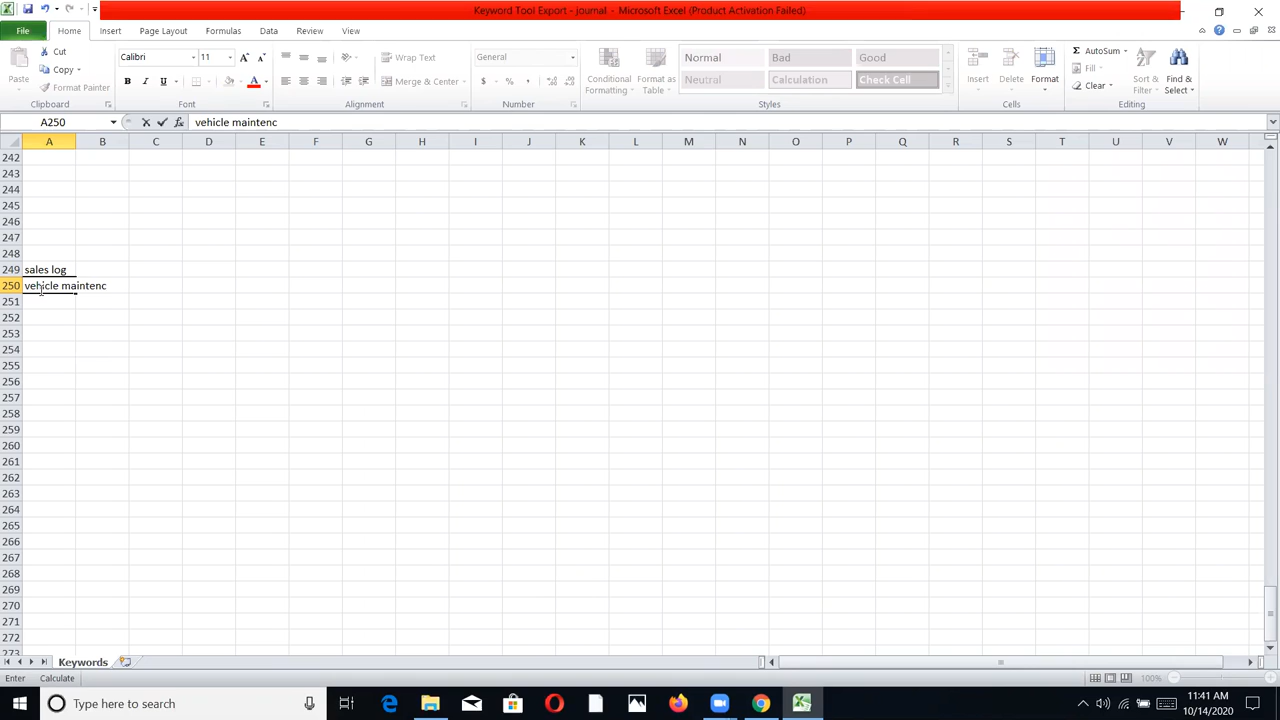 Keyword Tool Export - journal - Microsoft Excel (Product Activation Failed)
File Home Insert Page Layout Formulas Data Review View
Paste Cut Copy Format Painter Clipboard
Calibri 11 Font
Wrap Text Merge & Center Alignment
General Number
Conditional Formatting Format as Table
Normal Bad Good
Neutral Calculation Check Cell
Styles
Insert Delete Format Cells
AutoSum Fill Clear Sort & Filter Find & Select Editing
A250 fx vehicle maintenc
A B C D E F G H I J K L M N O P Q R S T U V W
242
243
244
245
246
247
248
249 sales log
250 vehicle maintenc
251
252
253
254
255
256
257
258
259
260
261
262
263
264
265
266
267
268
269
270
271
272
273
Keywords
Enter Calculate 100%
Type here to search
11:41 AM
10/14/2020